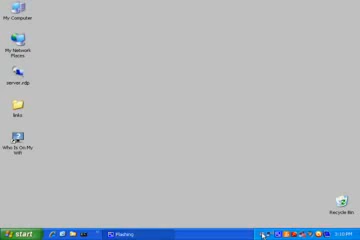 My Computer
My Network
Places
server.rdp
links
Who Is On My
Wifi
Recycle Bin
start
Flashing
5:10 PM